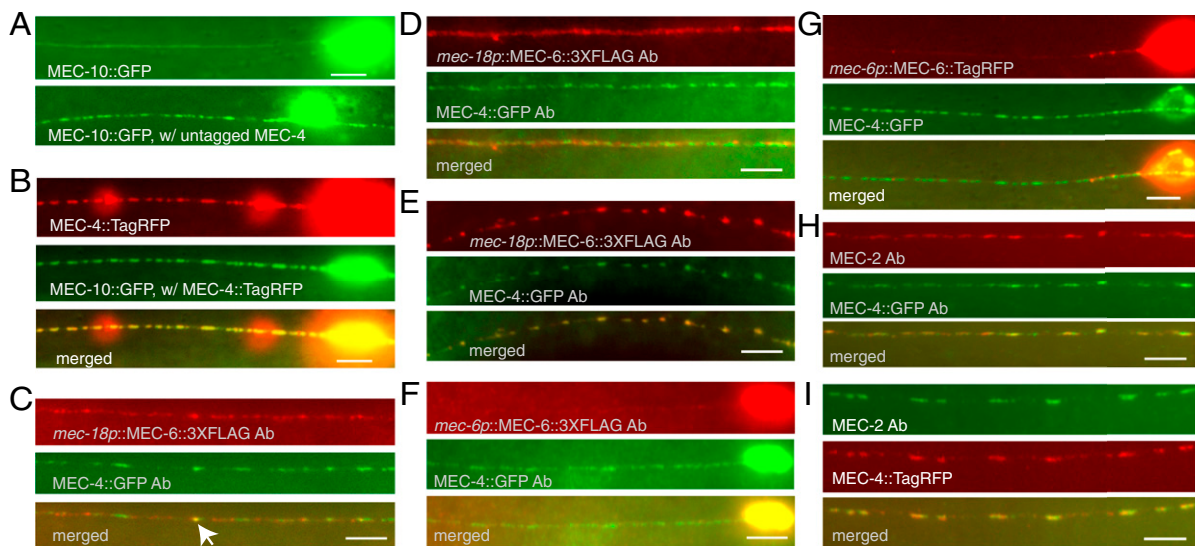 A
MEC-10::GFP
MEC-10::GFP, w/ untagged MEC-4
B
MEC-4::TagRFP
MEC-10::GFP, w/ MEC-4::TagRFP
merged
C
mec-18p::MEC-6::3XFLAG Ab
MEC-4::GFP Ab
merged
D
mec-18p::MEC-6::3XFLAG Ab
MEC-4::GFP Ab
merged
E
mec-18p::MEC-6::3XFLAG Ab
MEC-4::GFP Ab
merged
F
mec-6p::MEC-6::3XFLAG Ab
MEC-4::GFP Ab
merged
G
mec-6p::MEC-6::TagRFP
MEC-4::GFP
merged
H
MEC-2 Ab
MEC-4::GFP Ab
merged
I
MEC-2 Ab
MEC-4::TagRFP
merged